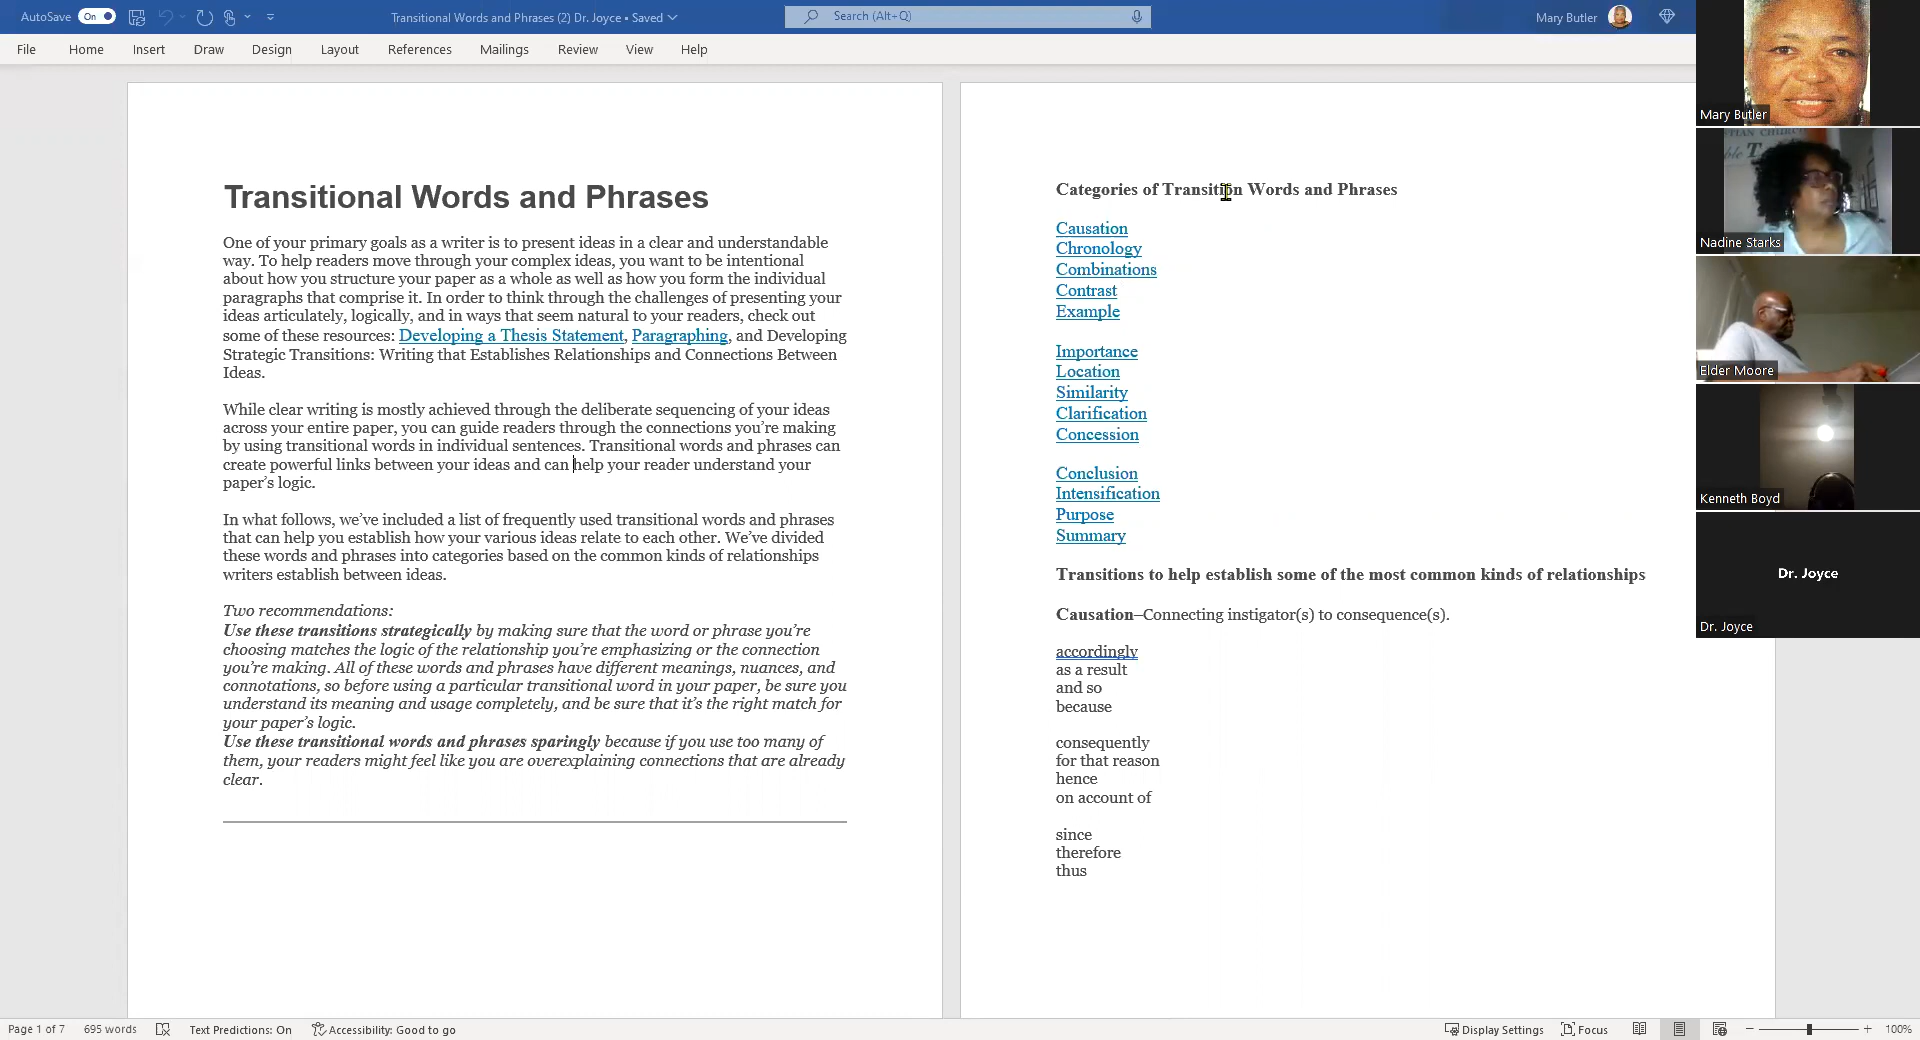 AutoSave On Transitional Words and Phrases (2) Dr. Joyce • Saved Search (Alt+Q) Mary Butler
File Home Insert Draw Design Layout References Mailings Review View Help
Transitional Words and Phrases
One of your primary goals as a writer is to present ideas in a clear and understandable
way. To help readers move through your complex ideas, you want to be intentional
about how you structure your paper as a whole as well as how you form the individual
paragraphs that comprise it. In order to think through the challenges of presenting your
ideas articulately, logically, and in ways that seem natural to your readers, check out
some of these resources: Developing a Thesis Statement, Paragraphing, and Developing
Strategic Transitions: Writing that Establishes Relationships and Connections Between
Ideas.
While clear writing is mostly achieved through the deliberate sequencing of your ideas
across your entire paper, you can guide readers through the connections you’re making
by using transitional words in individual sentences. Transitional words and phrases can
create powerful links between your ideas and can help your reader understand your
paper’s logic.
In what follows, we’ve included a list of frequently used transitional words and phrases
that can help you establish how your various ideas relate to each other. We’ve divided
these words and phrases into categories based on the common kinds of relationships
writers establish between ideas.
Two recommendations:
Use these transitions strategically by making sure that the word or phrase you’re
choosing matches the logic of the relationship you’re emphasizing or the connection
you’re making. All of these words and phrases have different meanings, nuances, and
connotations, so before using a particular transitional word in your paper, be sure you
understand its meaning and usage completely, and be sure that it’s the right match for
your paper’s logic.
Use these transitional words and phrases sparingly because if you use too many of
them, your readers might feel like you are overexplaining connections that are already
clear.
Categories of Transition Words and Phrases
Causation
Chronology
Combinations
Contrast
Example
Importance
Location
Similarity
Clarification
Concession
Conclusion
Intensification
Purpose
Summary
Transitions to help establish some of the most common kinds of relationships
Causation–Connecting instigator(s) to consequence(s).
accordingly
as a result
and so
because
consequently
for that reason
hence
on account of
since
therefore
thus
Mary Butler
Nadine Starks
Elder Moore
Kenneth Boyd
Dr. Joyce
Dr. Joyce
Page 1 of 7 695 words Text Predictions: On Accessibility: Good to go Display Settings Focus 100%